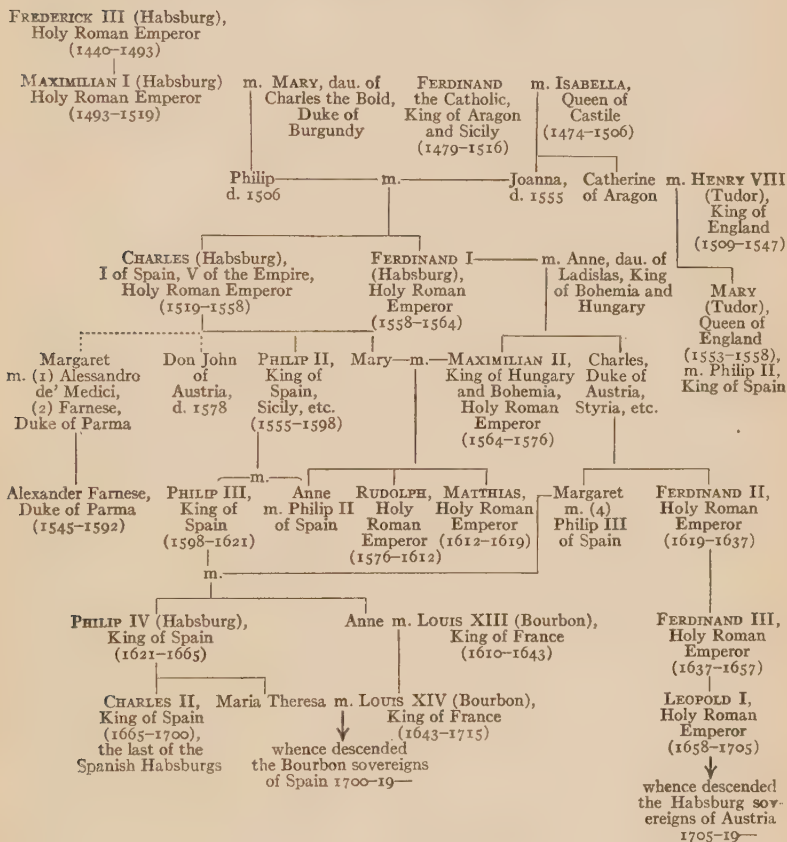 FREDERICK III (Habsburg),
Holy Roman Emperor
(1440–1493)
MAXIMILIAN I (Habsburg)
Holy Roman Emperor
(1493–1519)
m. MARY, dau. of
Charles the Bold,
Duke of
Burgundy
FERDINAND
the Catholic,
King of Aragon
and Sicily
(1479–1516)
m. ISABELLA,
Queen of
Castile
(1474–1506)
Philip
d. 1506
m.
Joanna,
d. 1555
Catherine
of Aragon
m. HENRY VIII
(Tudor),
King of
England
(1509–1547)
CHARLES (Habsburg),
I of Spain, V of the Empire,
Holy Roman Emperor
(1519–1558)
FERDINAND I
(Habsburg),
Holy Roman
Emperor
(1558–1564)
m. Anne, dau. of
Ladislas, King
of Bohemia and
Hungary
MARY
(Tudor),
Queen of
England
(1553–1558),
m. Philip II,
King of Spain
Margaret
m. (1) Alessandro
de' Medici,
(2) Farnese,
Duke of Parma
Don John
of
Austria,
d. 1578
PHILIP II,
King of
Spain,
Sicily, etc.
(1555–1598)
Mary
m.
MAXIMILIAN II,
King of Hungary
and Bohemia,
Holy Roman
Emperor
(1564–1576)
Charles,
Duke of
Austria,
Styria, etc.
m.
Alexander Farnese,
Duke of Parma
(1545–1592)
PHILIP III,
King of
Spain
(1598–1621)
Anne
m. Philip II
of Spain
RUDOLPH,
Holy
Roman
Emperor
(1576–1612)
MATTHIAS,
Holy Roman
Emperor
(1612–1619)
Margaret
m. (4)
Philip III
of Spain
FERDINAND II,
Holy Roman
Emperor
(1619–1637)
m.
PHILIP IV (Habsburg),
King of Spain
(1621–1665)
Anne m. LOUIS XIII (Bourbon),
King of France
(1610–1643)
FERDINAND III,
Holy Roman
Emperor
(1637–1657)
CHARLES II,
King of Spain
(1665–1700),
the last of the
Spanish Habsburgs
Maria Theresa m. LOUIS XIV (Bourbon),
King of France
(1643–1715)
whence descended
the Bourbon sovereigns
of Spain 1700–19—
LEOPOLD I,
Holy Roman
Emperor
(1658–1705)
whence descended
the Habsburg sov-
ereigns of Austria
1705–19—